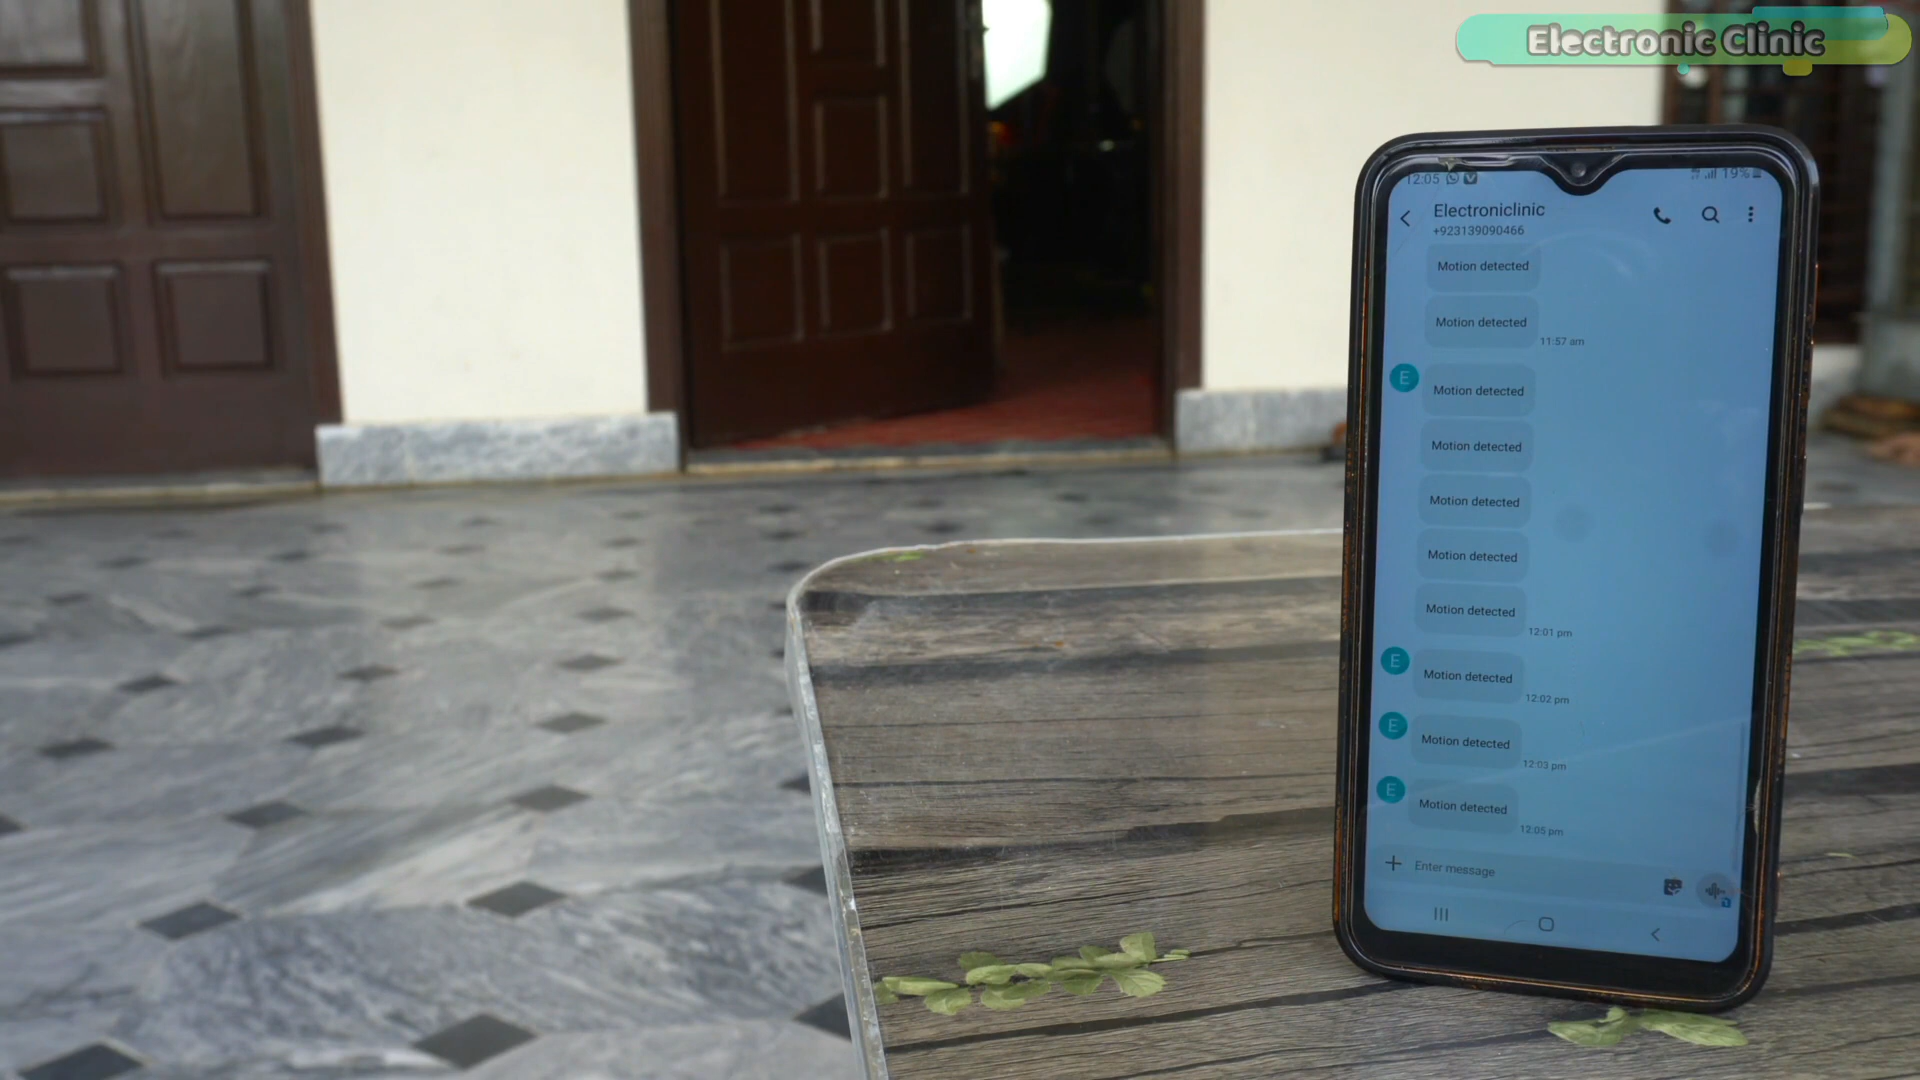 Electronic Clinic
12:05
19%
Electroniclinic
+923139090466
Motion detected
Motion detected
11:57 am
E
Motion detected
Motion detected
Motion detected
Motion detected
Motion detected
12:01 pm
E
Motion detected
12:02 pm
E
Motion detected
12:03 pm
E
Motion detected
12:05 pm
Enter message